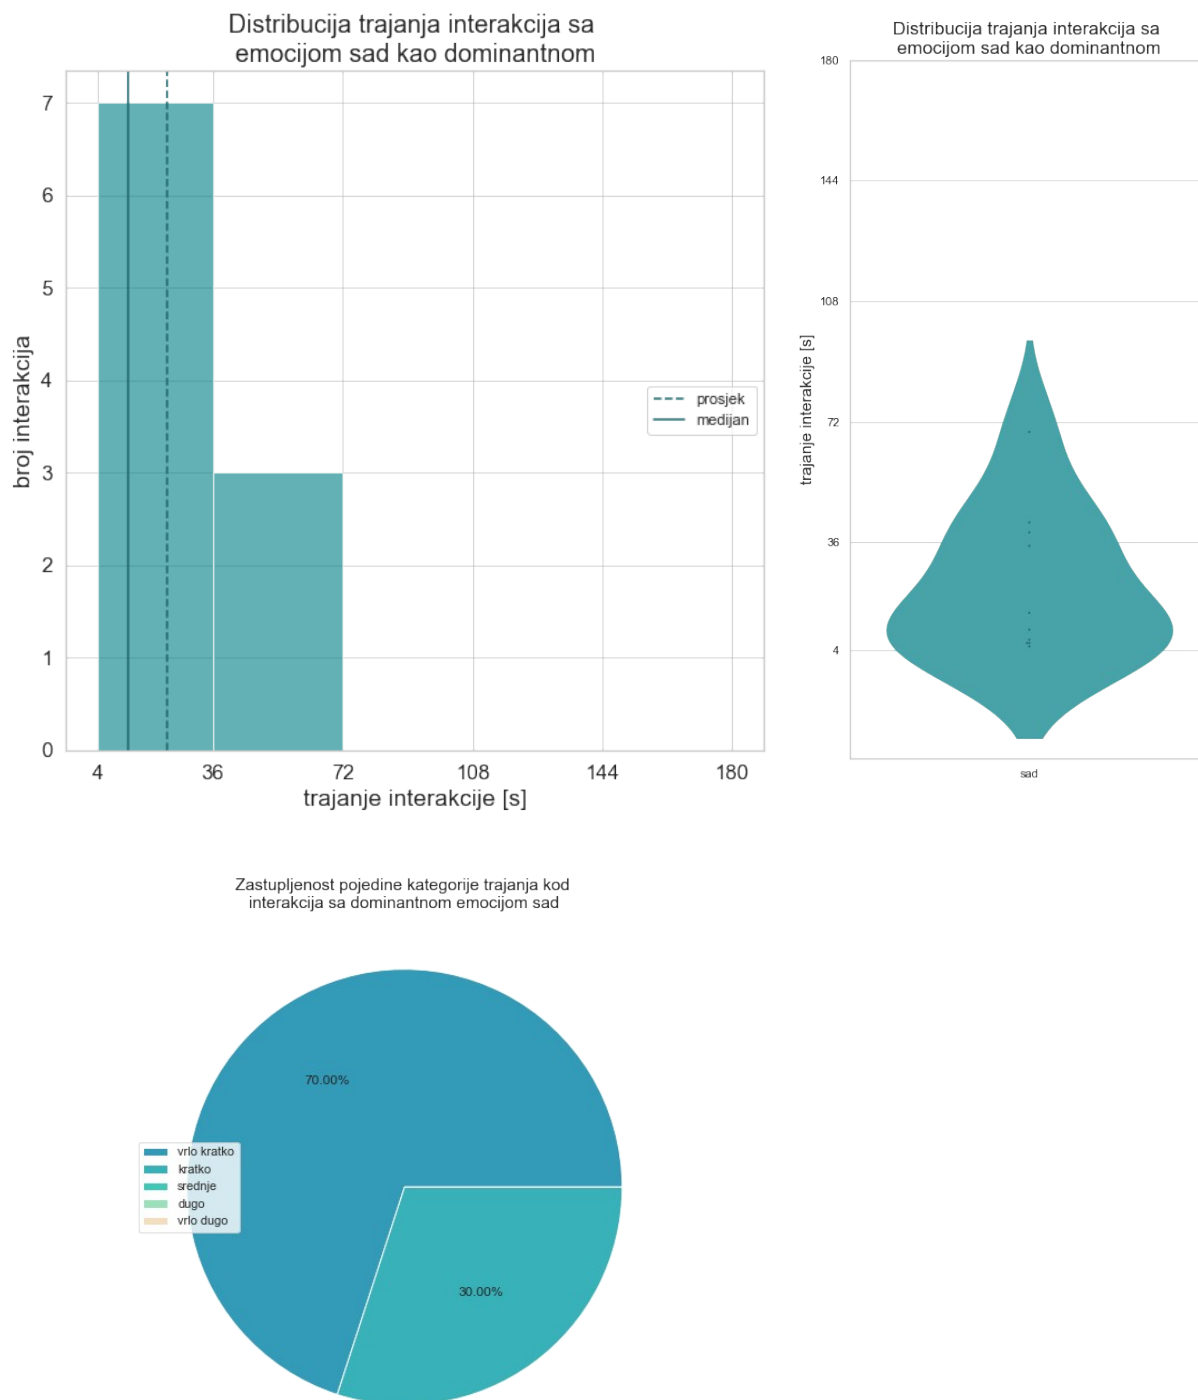 Distribucija trajanja interakcija sa
emocijom sad kao dominantnom
7
6
5
4
3
2
1
0
broj interakcija
prosjek
medijan
4 36 72 108 144 180
trajanje interakcije [s]
Distribucija trajanja interakcija sa
emocijom sad kao dominantnom
180
144
108
72
36
4
trajanje interakcije [s]
sad
Zastupljenost pojedine kategorije trajanja kod
interakcija sa dominantnom emocijom sad
70.00%
vrlo kratko
kratko
srednje
dugo
vrlo dugo
30.00%